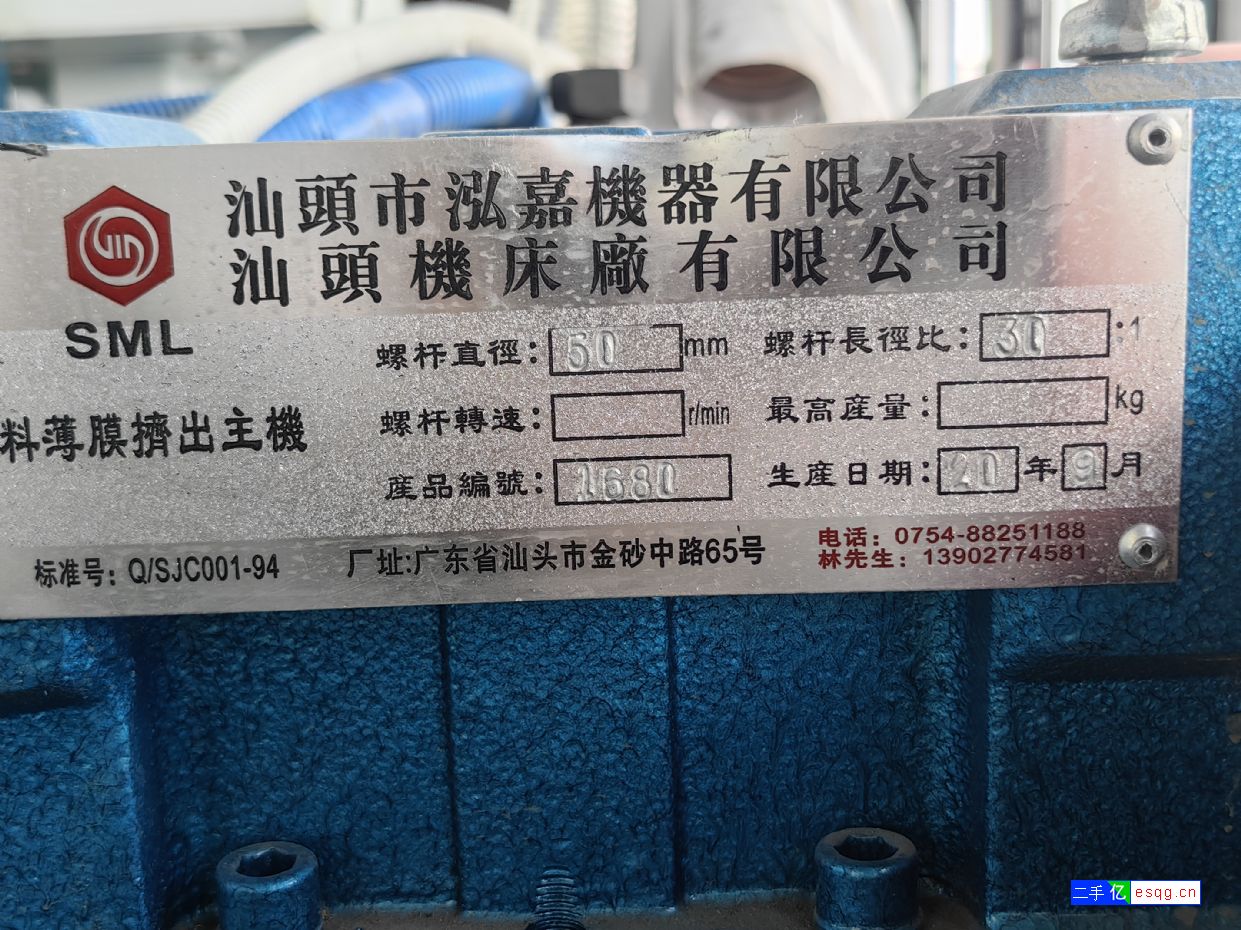 汕頭市泓嘉機器有限公司
汕頭機床廠有限公司
SML
螺杆直徑: 50 mm 螺杆長徑比: 30 :1
螺杆轉速: r/min 最高産量: kg
料薄膜擠出主機
産品編號: 1680 生産日期: 20 年 9 月
标准号: Q/SJC001-94 厂址:广东省汕头市金砂中路65号
电话: 0754-88251188
林先生: 13902774581
二手亿 esqg.cn